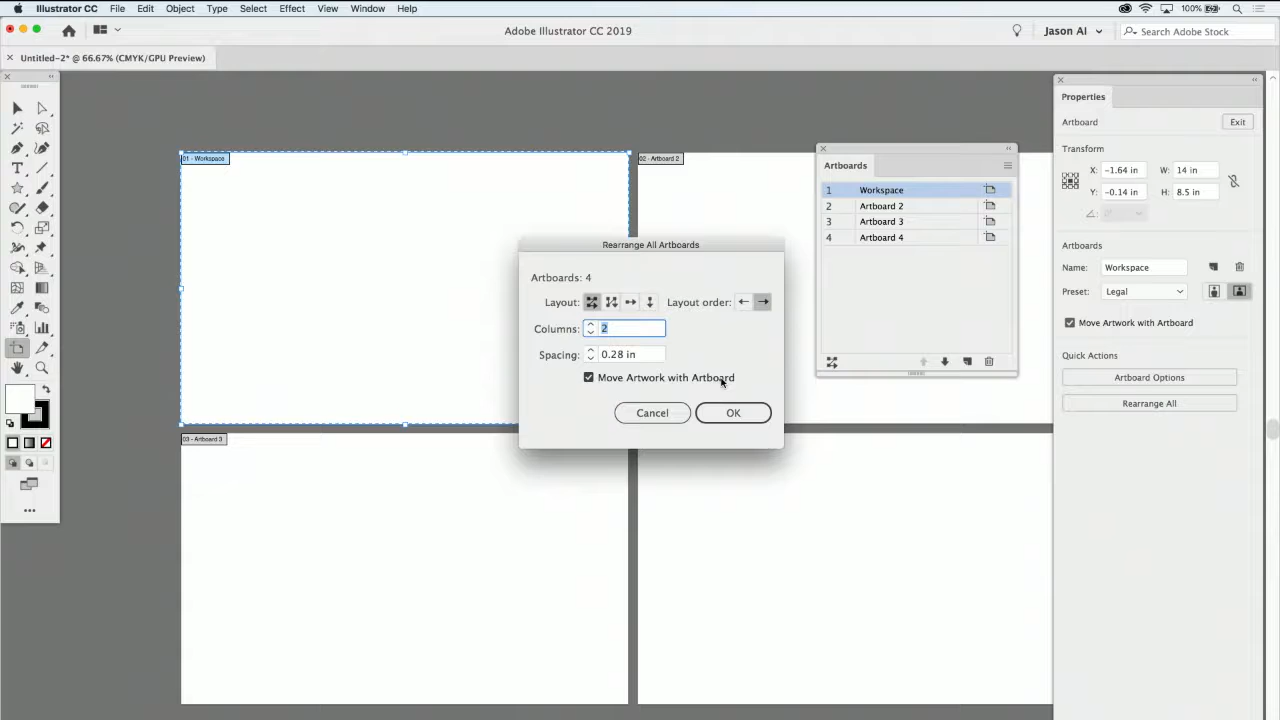 Illustrator CC File Edit Object Type Select Effect View Window Help 100%
Adobe Illustrator CC 2019
Jason Al
Search Adobe Stock
Untitled-2* @ 66.67% (CMYK/GPU Preview)
Properties
Artboard Exit
Transform
X: -1.64 in W: 14 in
Y: -0.14 in H: 8.5 in
0°
Artboards
Name: Workspace
Preset: Legal
Move Artwork with Artboard
Quick Actions
Artboard Options
Rearrange All
01 - Workspace
02 - Artboard 2
03 - Artboard 3
Artboards
1 Workspace
2 Artboard 2
3 Artboard 3
4 Artboard 4
Rearrange All Artboards
Artboards: 4
Layout: Layout order:
Columns: 2
Spacing: 0.28 in
Move Artwork with Artboard
Cancel OK